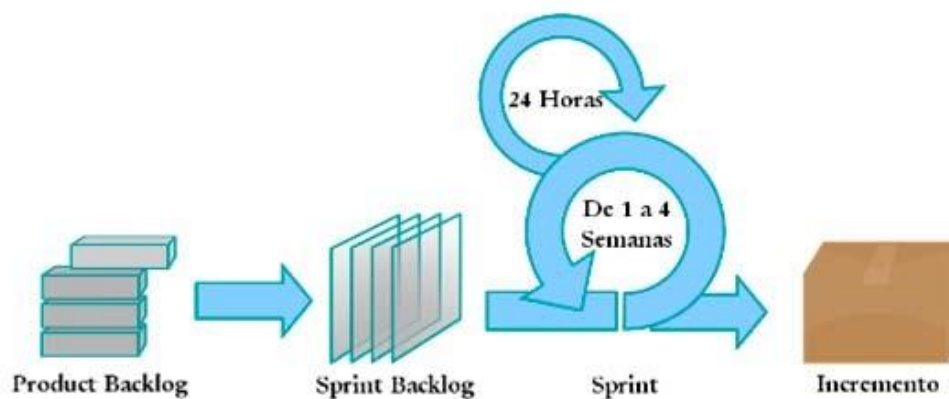 24 Horas
De 1 a 4
Semanas
Product Backlog
Sprint Backlog
Sprint
Incremento